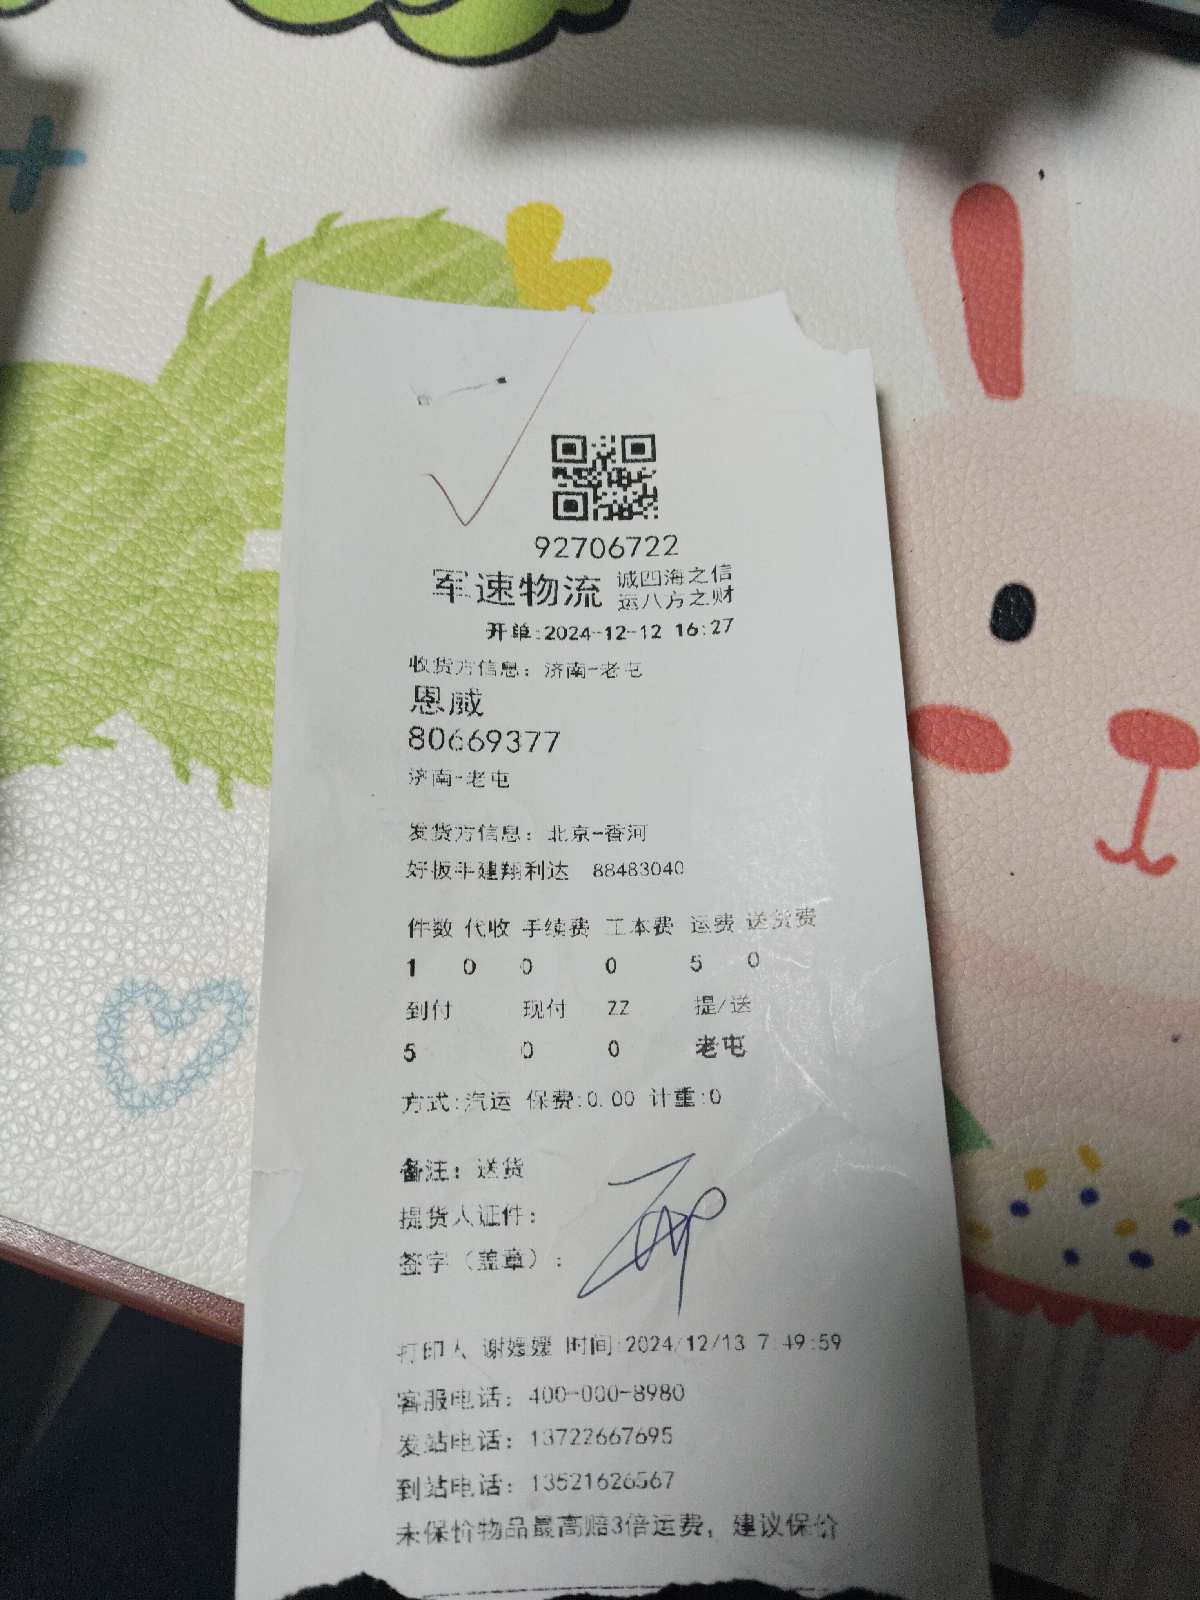 92706722
军速物流 诚四海之信
运八方之财
开单:2024-12-12 16:27
收货方信息: 济南-老屯
恩威
80669377
济南-老屯
发货方信息: 北京-香河
好扳手建翔利达 88483040
件数 代收 手续费 工本费 运费 送货费
1 0 0 0 5 0
到付 现付 ZZ 提/送
5 0 0 老屯
方式:汽运 保费:0.00 计重:0
备注: 送货
提货人证件:
签字（盖章）:
打印人 谢媛媛 时间:2024/12/13 7:49:59
客服电话: 400-000-8980
发站电话: 13722667695
到站电话: 13521626567
未保价物品最高赔3倍运费, 建议保价